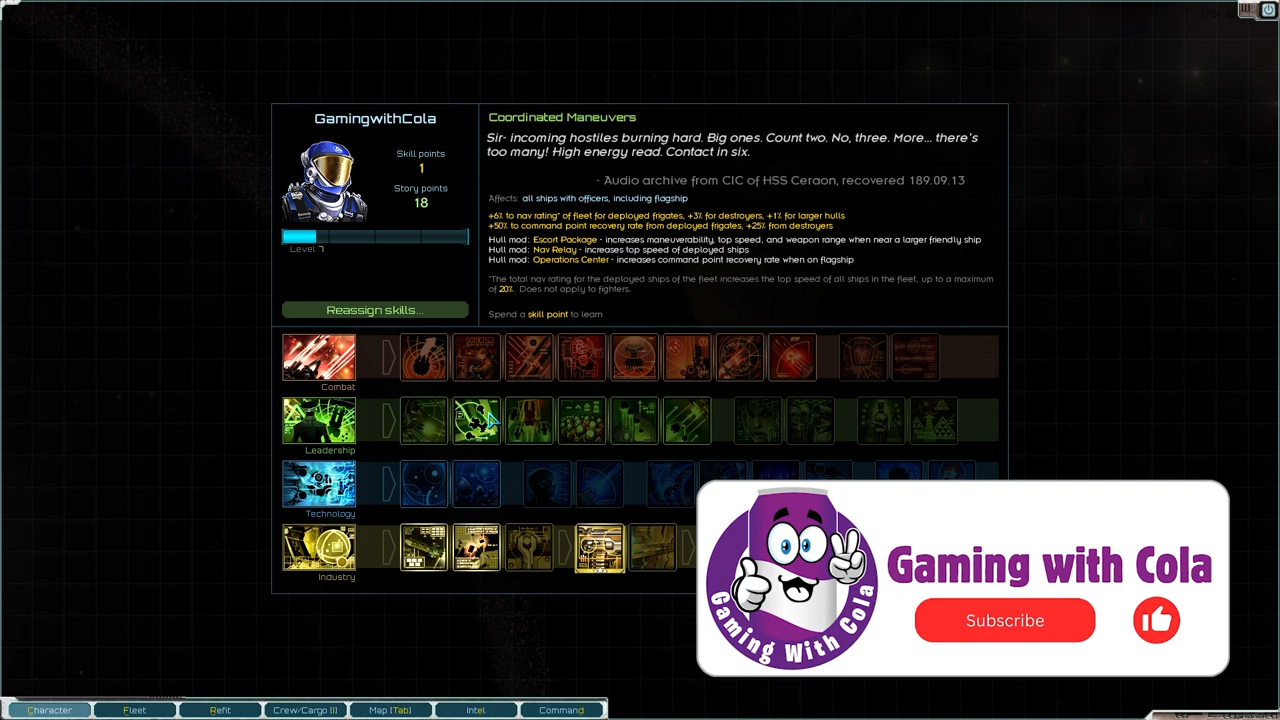 GamingwithCola
Skill points
1
Story points
18
Level 7
Reassign skills...
Coordinated Maneuvers
Sir- incoming hostiles burning hard. Big ones. Count two. No, three. More... there's
too many! High energy read. Contact in six.
- Audio archive from CIC of HSS Ceraon, recovered 189.09.13
Affects: all ships with officers, including flagship
+6% to nav rating* of fleet for deployed frigates, +3% for destroyers, +1% for larger hulls
+50% to command point recovery rate from deployed frigates, +25% from destroyers
Hull mod: Escort Package - increases maneuverability, top speed, and weapon range when near a larger friendly ship
Hull mod: Nav Relay - increases top speed of deployed ships
Hull mod: Operations Center - increases command point recovery rate when on flagship
*The total nav rating for the deployed ships of the fleet increases the top speed of all ships in the fleet, up to a maximum
of 20%. Does not apply to fighters.
Spend a skill point to learn
Combat
Leadership
Technology
Industry
Gaming With Cola
Gaming with Cola
Subscribe
Character
Fleet
Refit
Crew/Cargo [I]
Map [Tab]
Intel
Command